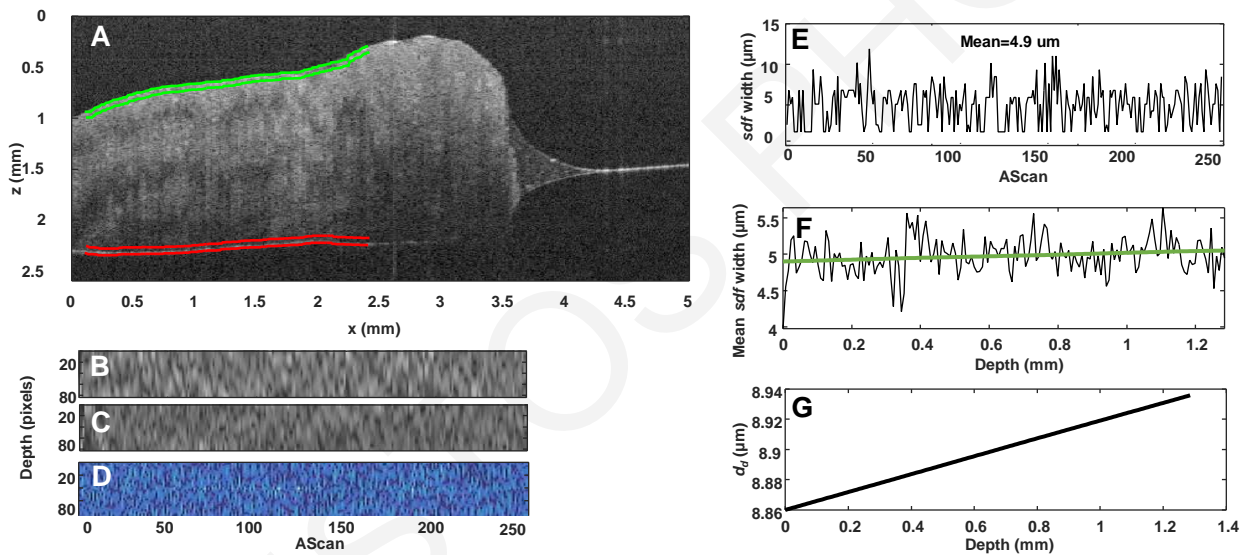 A
0
0.5
1
1.5
2
2.5
z (mm)
0 0.5 1 1.5 2 2.5 3 3.5 4 4.5 5
x (mm)
B
20
80
C
20
80
D
20
80
Depth (pixels)
0 50 100 150 200 250
AScan
E
Mean=4.9 um
15
10
5
0
sdf width (µm)
0 50 100 150 200 250
AScan
F
5.5
5
4.5
4
Mean sdf width (µm)
0 0.2 0.4 0.6 0.8 1 1.2
Depth (mm)
G
8.94
8.92
8.9
8.88
8.86
dd (µm)
0 0.2 0.4 0.6 0.8 1 1.2 1.4
Depth (mm)